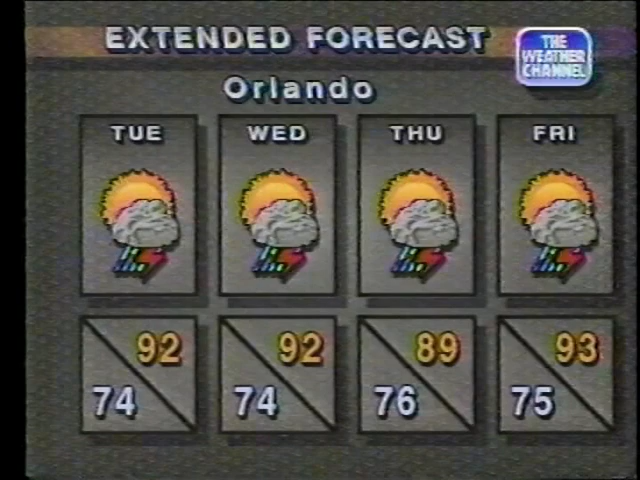 EXTENDED FORECAST
THE
WEATHER
CHANNEL
Orlando
TUE WED THU FRI
92 92 89 93
74 74 76 75